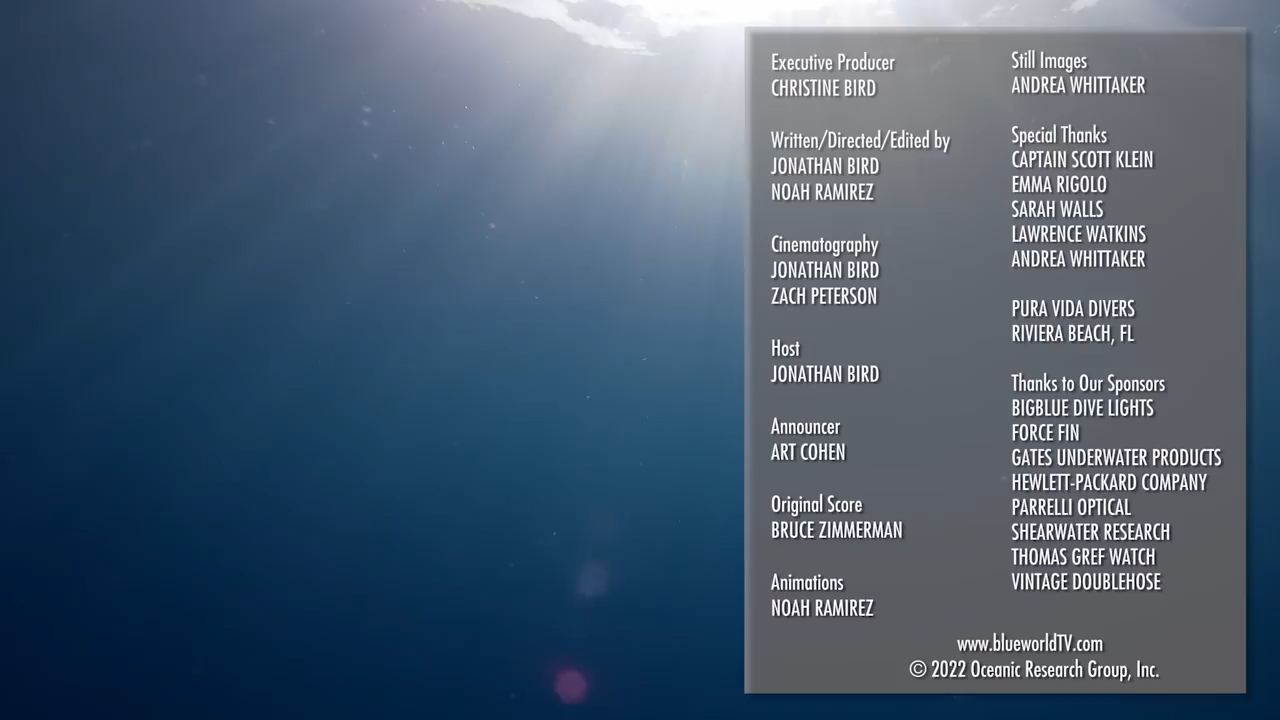 Executive Producer
CHRISTINE BIRD
Written/Directed/Edited by
JONATHAN BIRD
NOAH RAMIREZ
Cinematography
JONATHAN BIRD
ZACH PETERSON
Host
JONATHAN BIRD
Announcer
ART COHEN
Original Score
BRUCE ZIMMERMAN
Animations
NOAH RAMIREZ
Still Images
ANDREA WHITTAKER
Special Thanks
CAPTAIN SCOTT KLEIN
EMMA RIGOLO
SARAH WALLS
LAWRENCE WATKINS
ANDREA WHITTAKER
PURA VIDA DIVERS
RIVIERA BEACH, FL
Thanks to Our Sponsors
BIGBLUE DIVE LIGHTS
FORCE FIN
GATES UNDERWATER PRODUCTS
HEWLETT-PACKARD COMPANY
PARRELLI OPTICAL
SHEARWATER RESEARCH
THOMAS GREF WATCH
VINTAGE DOUBLEHOSE
www.blueworldTV.com
© 2022 Oceanic Research Group, Inc.